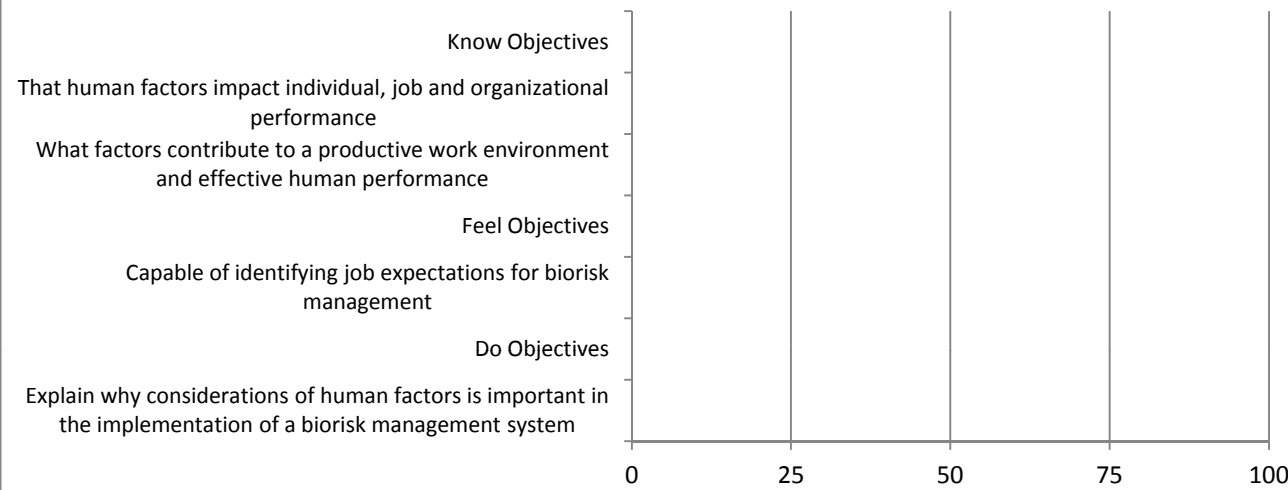 Know Objectives
That human factors impact individual, job and organizational
performance
What factors contribute to a productive work environment
and effective human performance
Feel Objectives
Capable of identifying job expectations for biorisk
management
Do Objectives
Explain why considerations of human factors is important in
the implementation of a biorisk management system
0 25 50 75 100